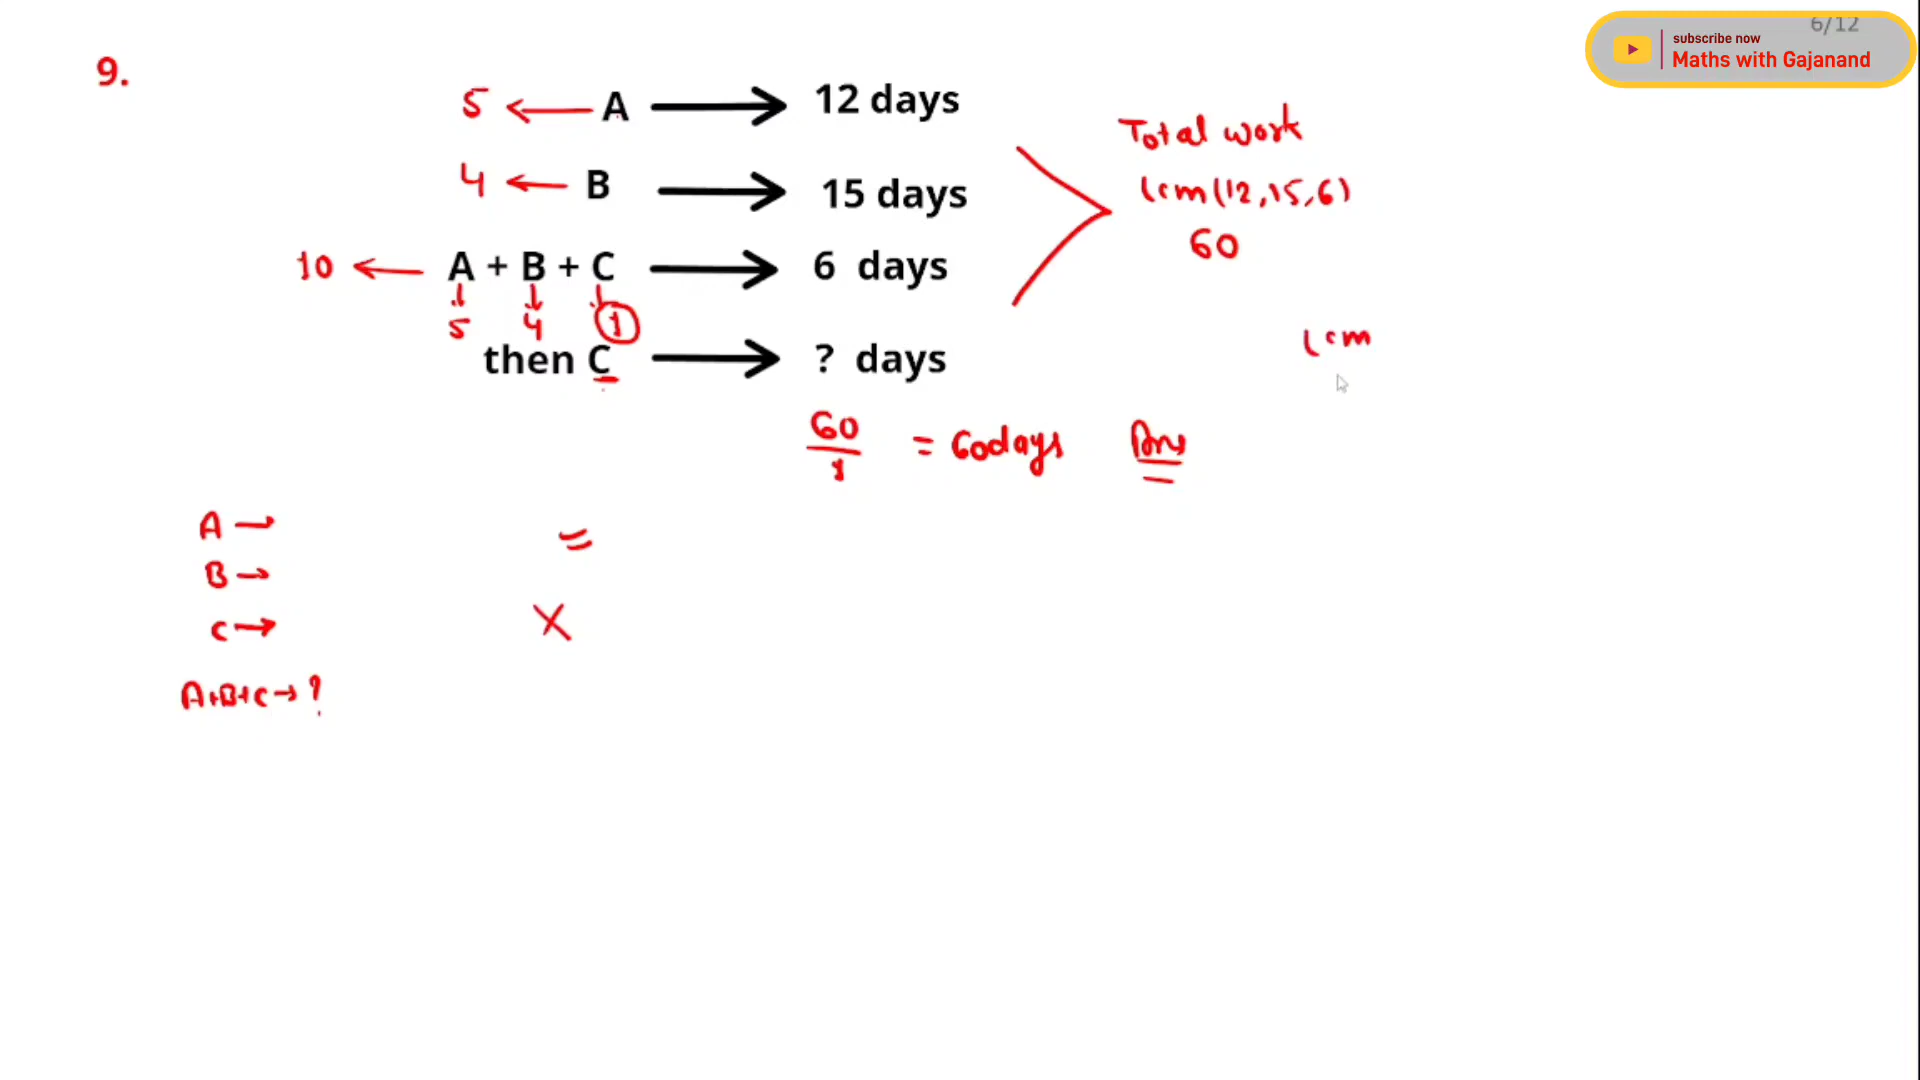 6/12
subscribe now
Maths with Gajanand
9.
5 ← A → 12 days
4 ← B → 15 days
10 ← A + B + C → 6 days
5 4 1
then C → ? days
Total work
lcm(12,15,6)
60
lcm
60/1 = 60days Ans
A →
=
B →
C →
X
A+B+C → ?